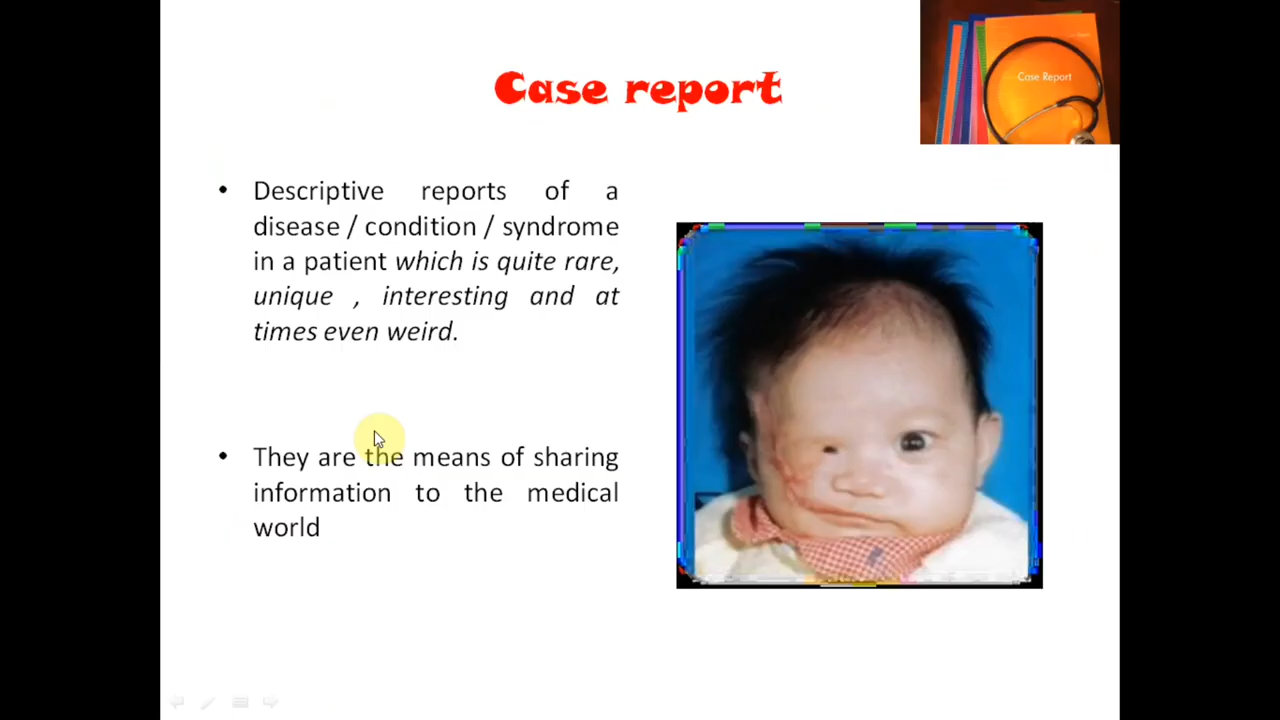 Case Report
Case report
• Descriptive reports of a
disease / condition / syndrome
in a patient which is quite rare,
unique , interesting and at
times even weird.
• They are the means of sharing
information to the medical
world